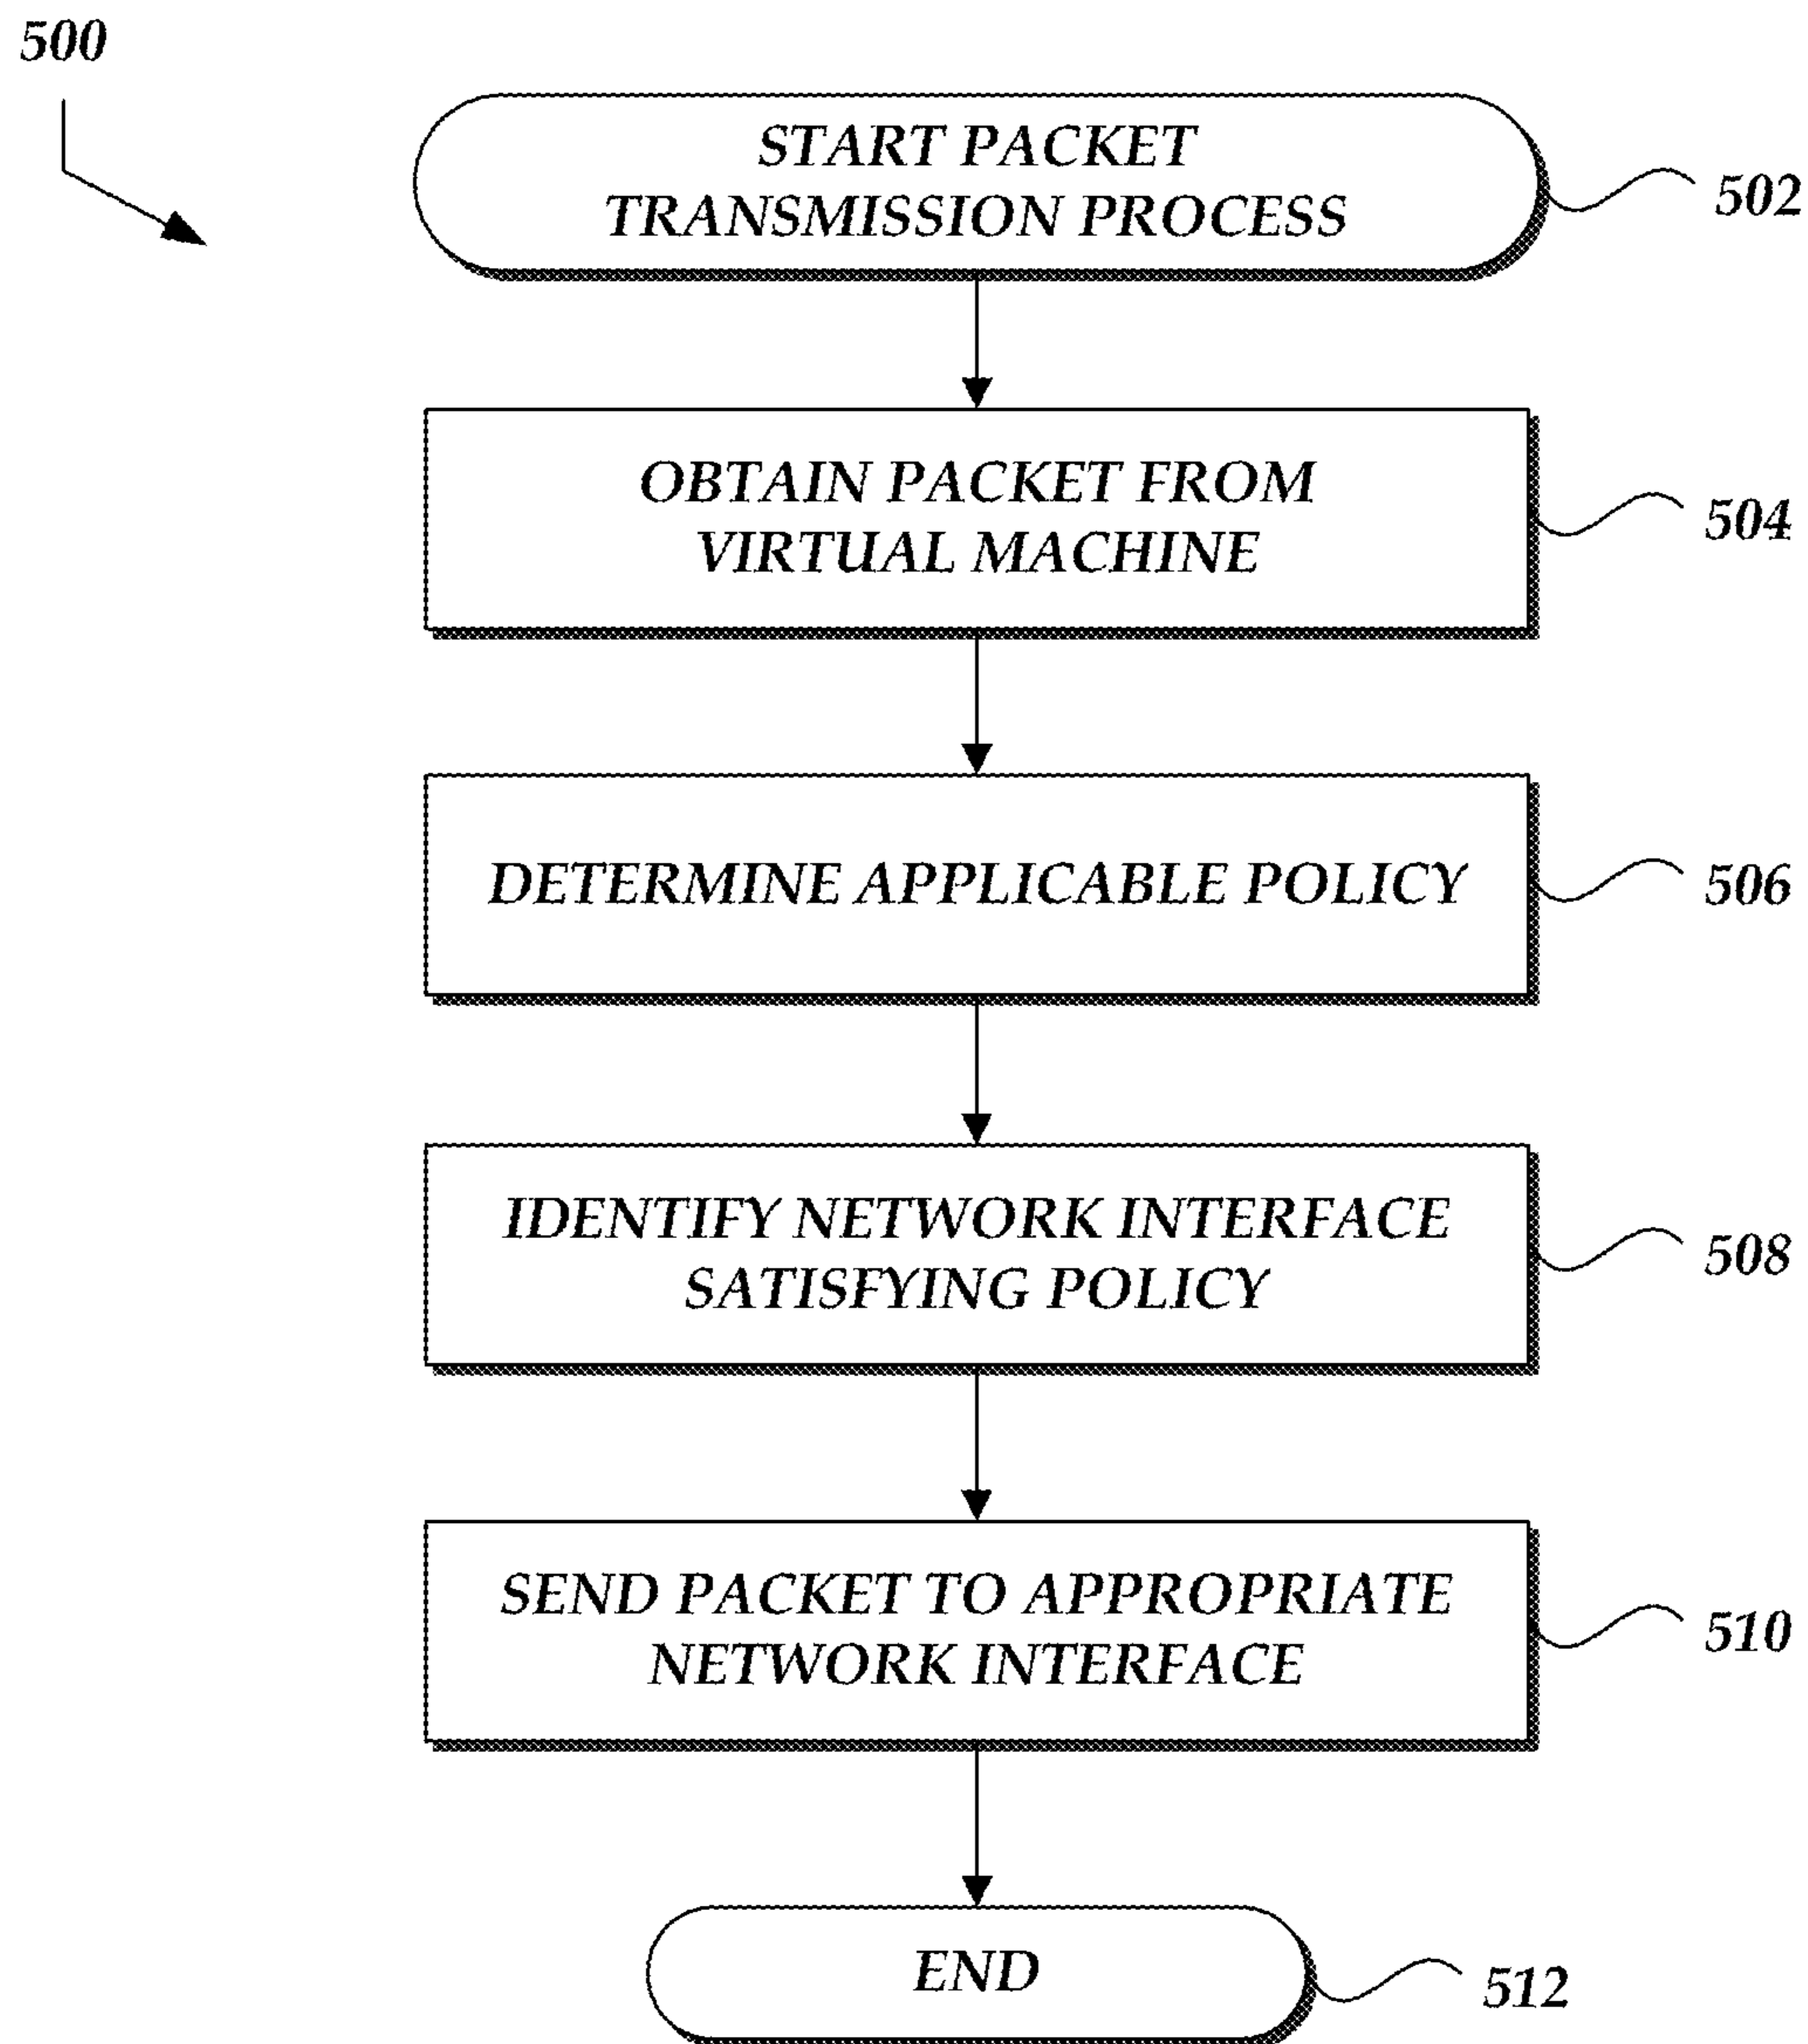 500
START PACKET
TRANSMISSION PROCESS
502
OBTAIN PACKET FROM
VIRTUAL MACHINE
504
DETERMINE APPLICABLE POLICY
506
IDENTIFY NETWORK INTERFACE
SATISFYING POLICY
508
SEND PACKET TO APPROPRIATE
NETWORK INTERFACE
510
END
512